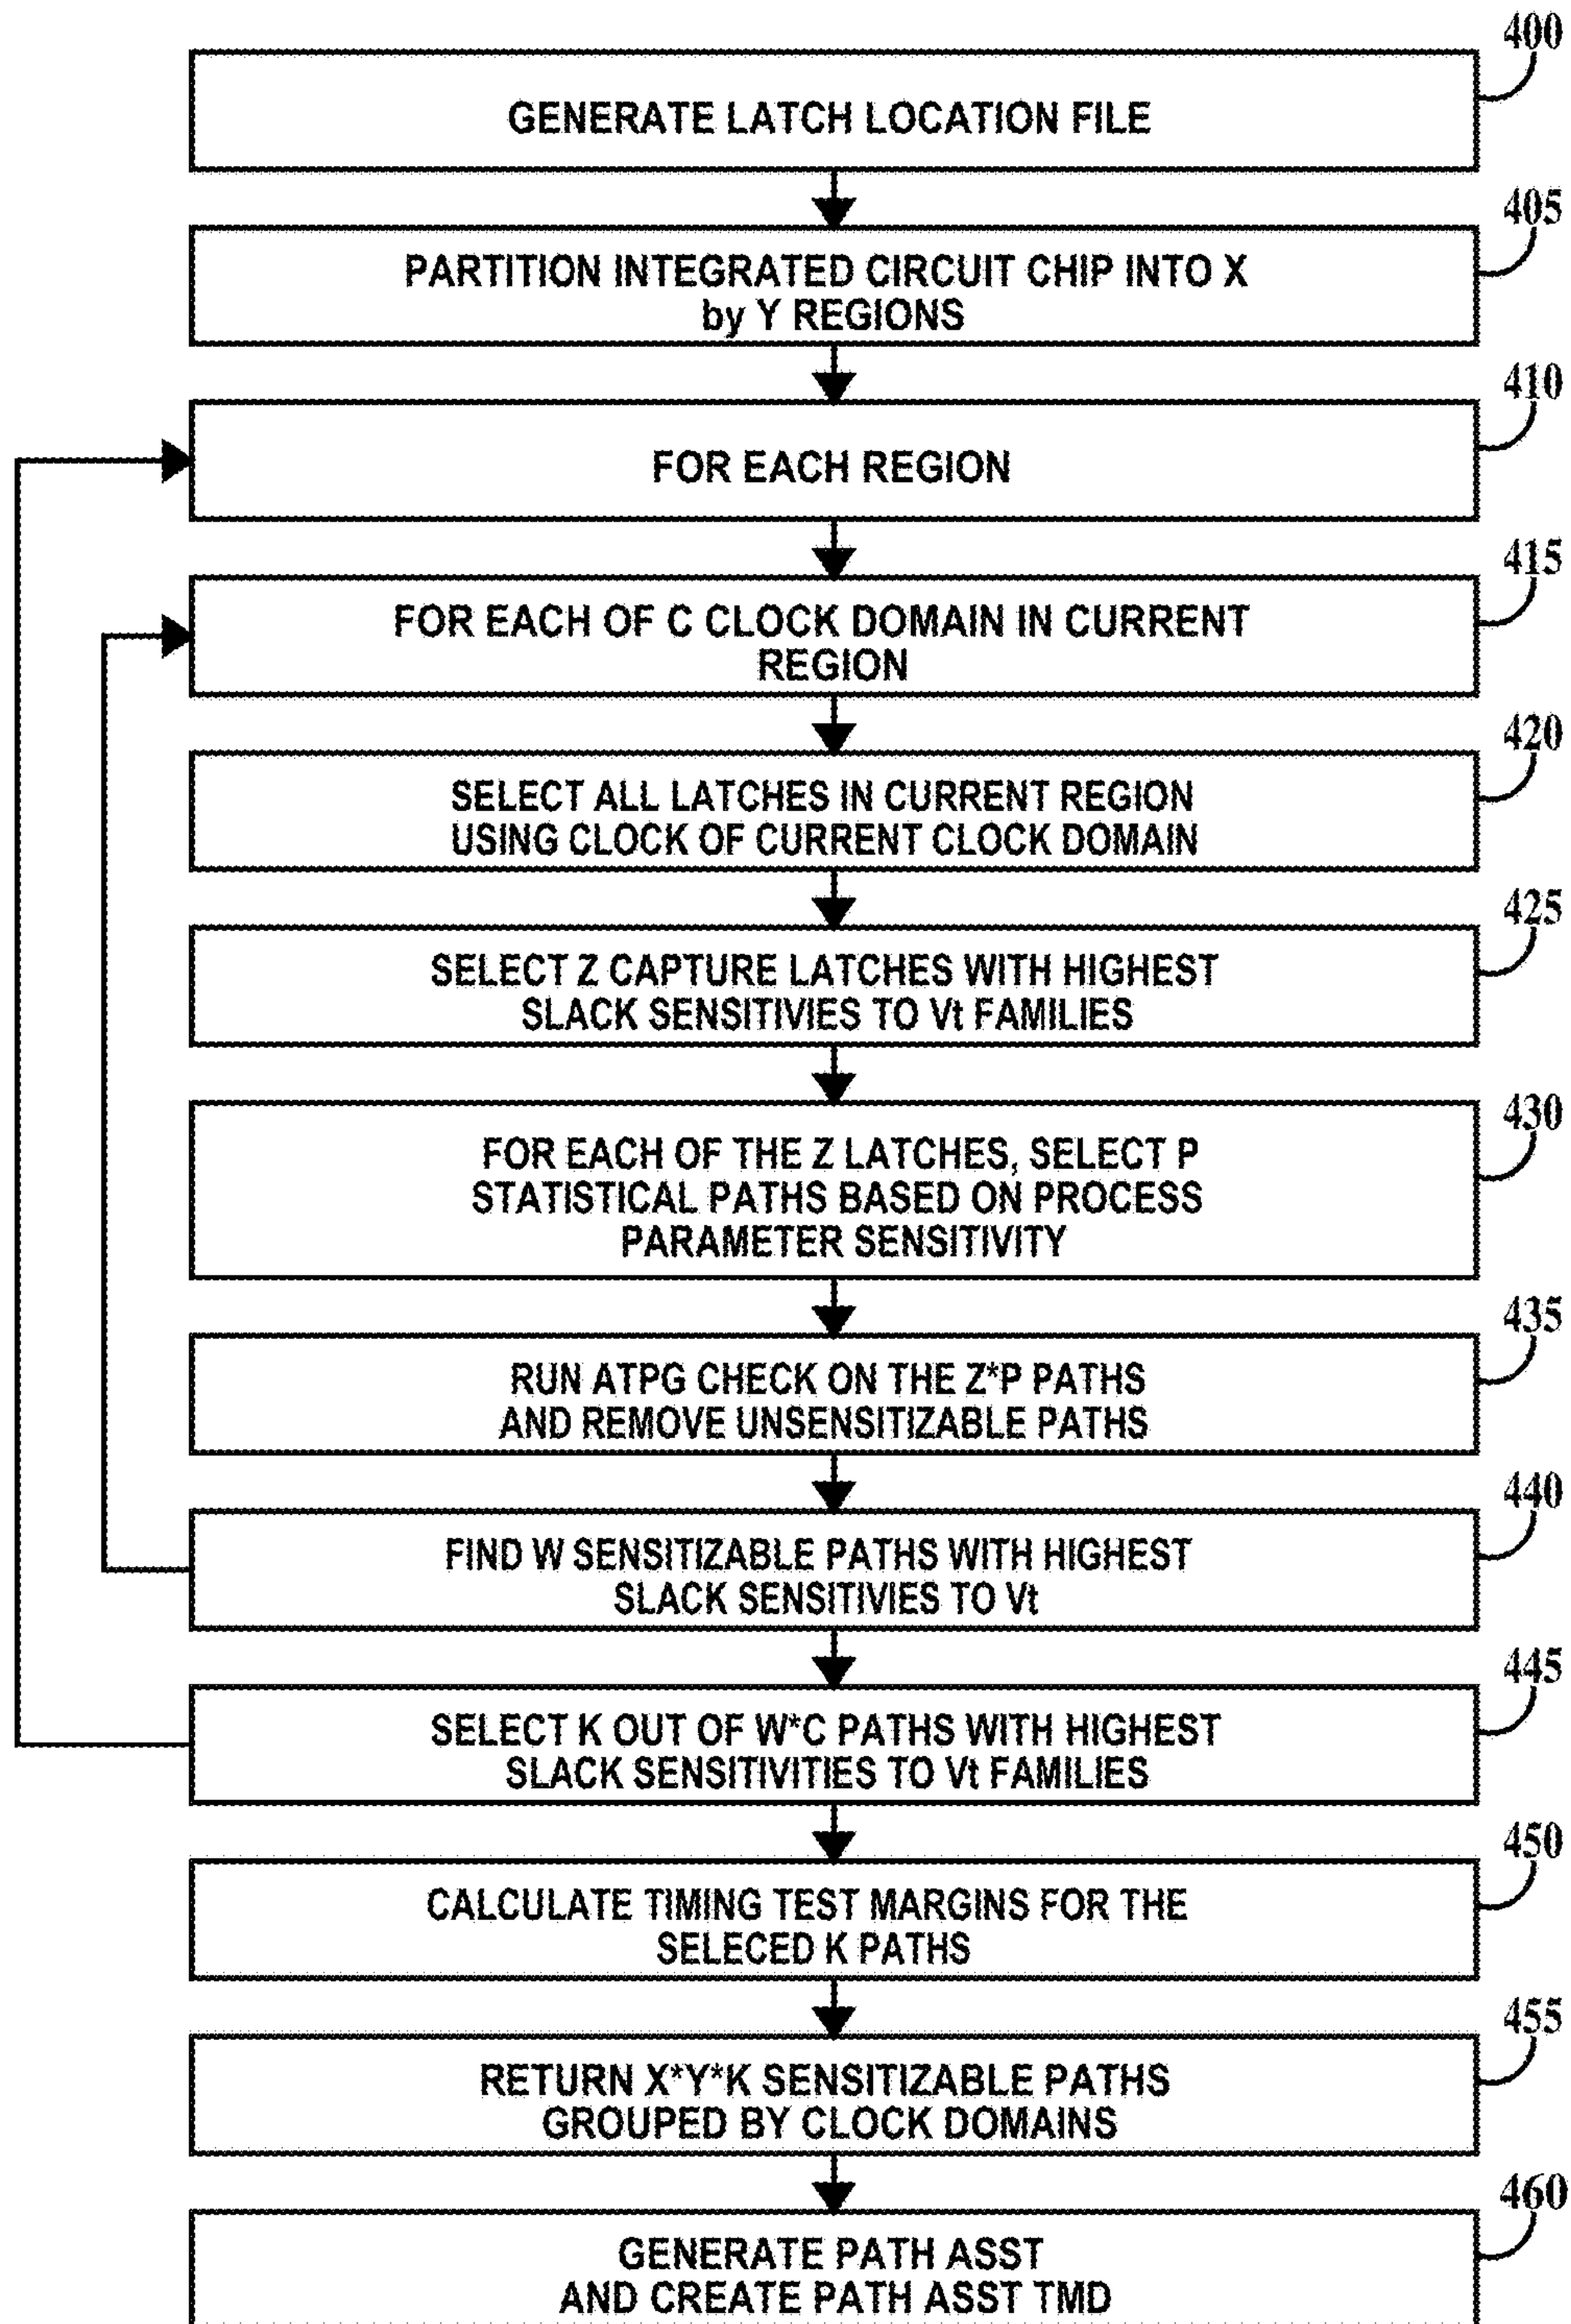 400
GENERATE LATCH LOCATION FILE
405
PARTITION INTEGRATED CIRCUIT CHIP INTO X
by Y REGIONS
410
FOR EACH REGION
415
FOR EACH OF C CLOCK DOMAIN IN CURRENT
REGION
420
SELECT ALL LATCHES IN CURRENT REGION
USING CLOCK OF CURRENT CLOCK DOMAIN
425
SELECT Z CAPTURE LATCHES WITH HIGHEST
SLACK SENSITIVIES TO Vt FAMILIES
430
FOR EACH OF THE Z LATCHES, SELECT P
STATISTICAL PATHS BASED ON PROCESS
PARAMETER SENSITIVITY
435
RUN ATPG CHECK ON THE Z*P PATHS
AND REMOVE UNSENSITIZABLE PATHS
440
FIND W SENSITIZABLE PATHS WITH HIGHEST
SLACK SENSITIVIES TO Vt
445
SELECT K OUT OF W*C PATHS WITH HIGHEST
SLACK SENSITIVITIES TO Vt FAMILIES
450
CALCULATE TIMING TEST MARGINS FOR THE
SELECED K PATHS
455
RETURN X*Y*K SENSITIZABLE PATHS
GROUPED BY CLOCK DOMAINS
460
GENERATE PATH ASST
AND CREATE PATH ASST TMD